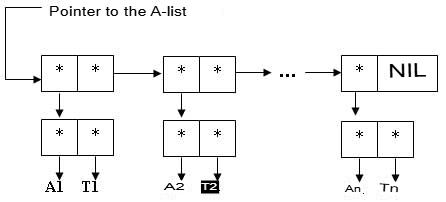 Pointer to the A-list
* * * * ... * NIL
* * * * * *
A1 T1 A2 T2 An Tn